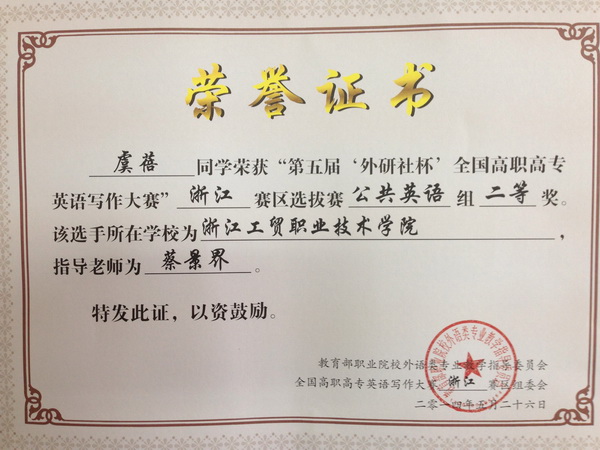 荣誉证书
虞蓓 同学荣获“第五届‘外研社杯’全国高职高专
英语写作大赛” 浙江 赛区选拔赛 公共英语 组 二等 奖。
该选手所在学校为 浙江工贸职业技术学院 ，
指导老师为 蔡景界 。
特发此证，以资鼓励。
教育部职业院校外语类专业教学指导委员会
全国高职高专英语写作大赛 浙江 赛区组委会
二〇一四年五月二十六日